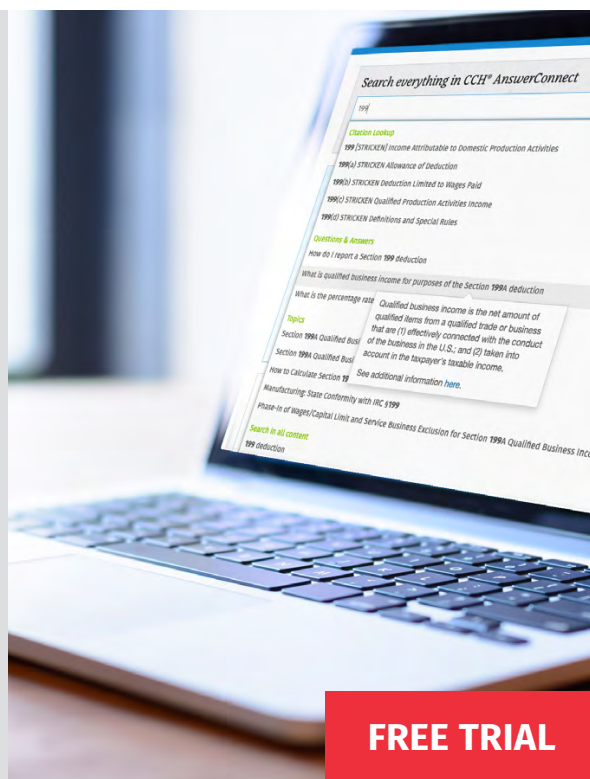 Search everything in CCH® AnswerConnect
199
Citation Lookup
199 [STRICKEN] Income Attributable to Domestic Production Activities
199(a) STRICKEN Allowance of Deduction
199(b) STRICKEN Deduction Limited to Wages Paid
199(c) STRICKEN Qualified Production Activities Income
199(d) STRICKEN Definitions and Special Rules
Questions & Answers
How do I report a Section 199 deduction
What is qualified business income for purposes of the Section 199A deduction
What is the percentage rate
Qualified business income is the net amount of
qualified items from a qualified trade or business
that are (1) effectively connected with the conduct
of the business in the U.S.; and (2) taken into
account in the taxpayer's taxable income.
See additional information here.
Topics
Section 199A Qualified Busi
Section 199A Qualified Busi
How to Calculate Section 19
Manufacturing: State Conformity with IRC §199
Phase-In of Wages/Capital Limit and Service Business Exclusion for Section 199A Qualified Business Inco
Search in all content
199 deduction
FREE TRIAL